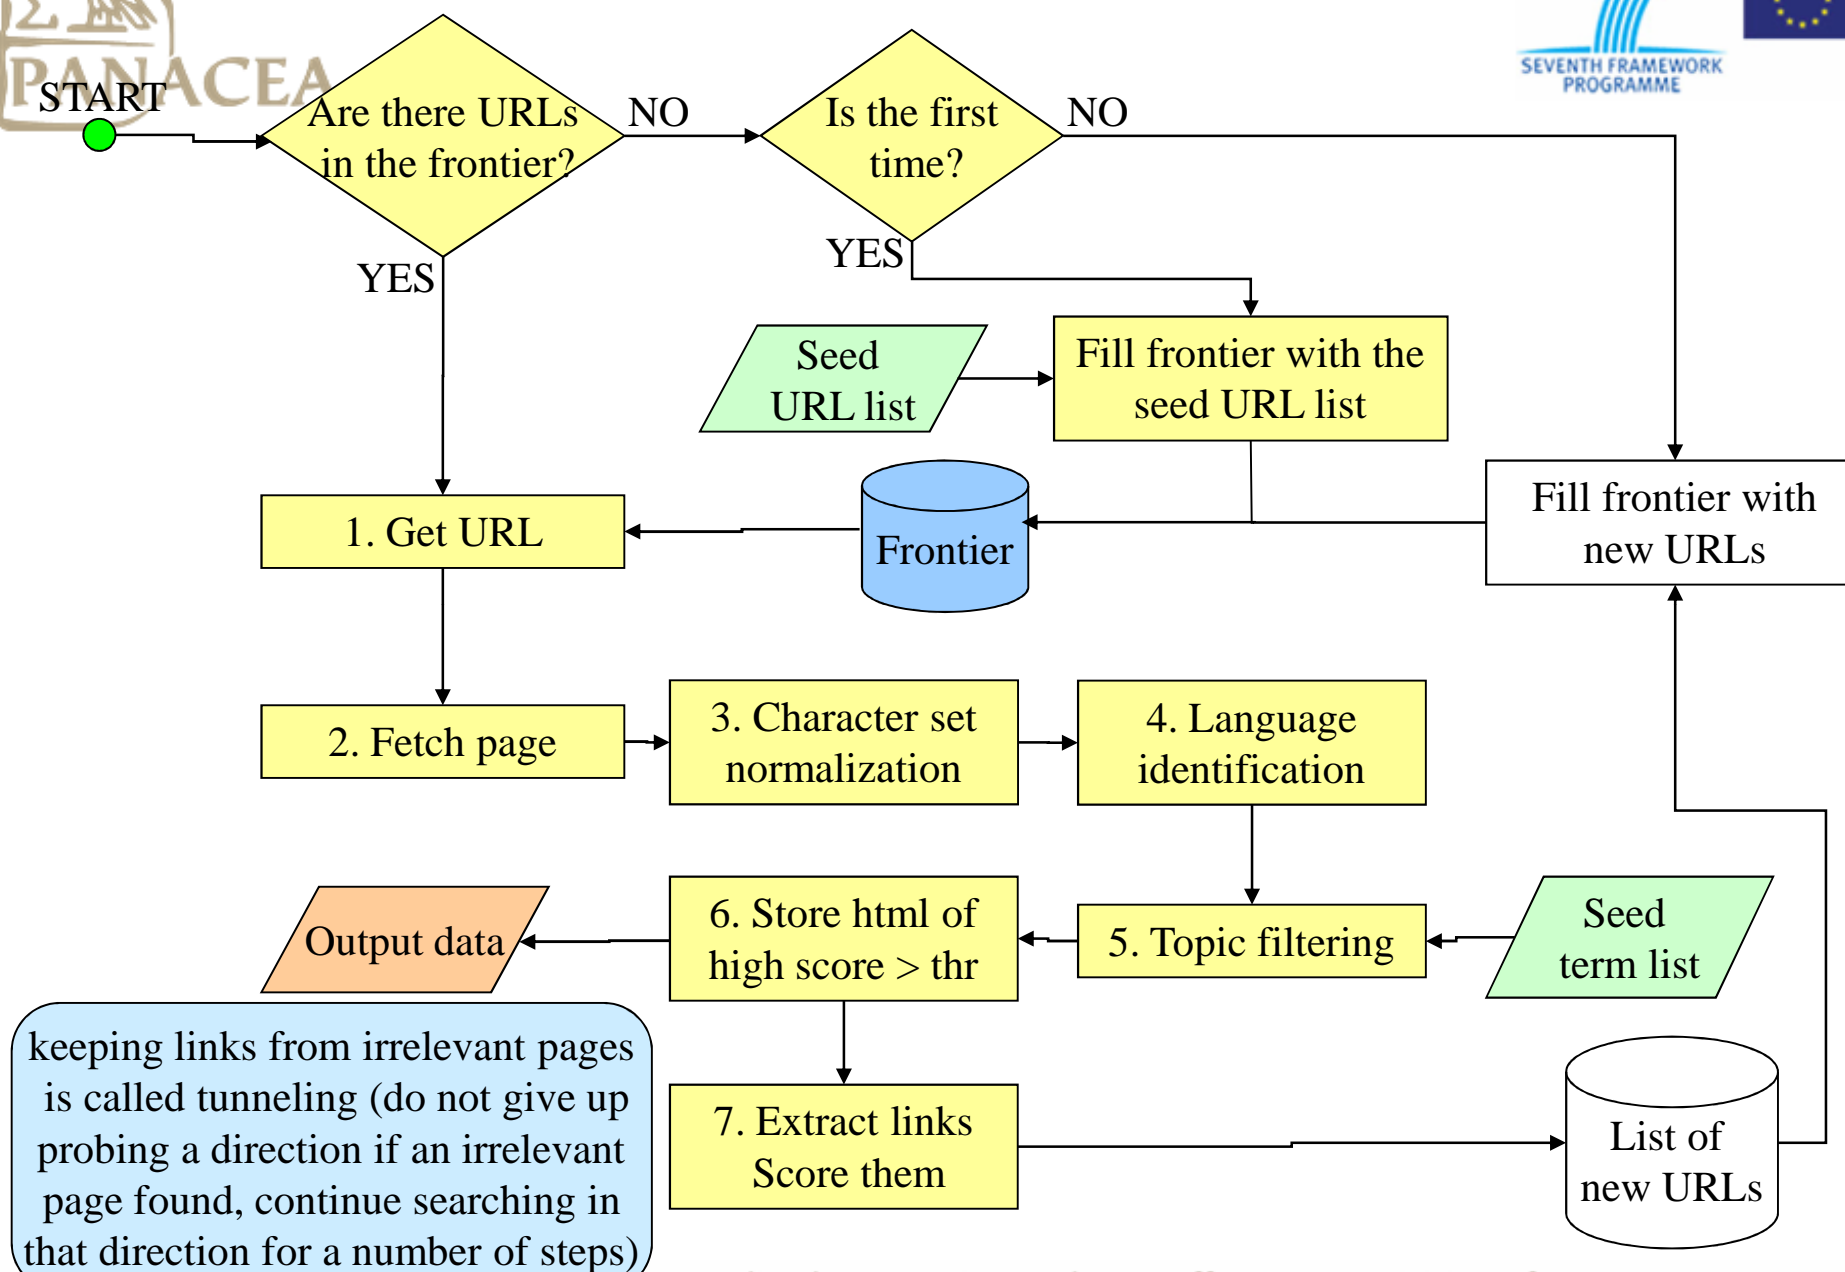 PANACEA
SEVENTH FRAMEWORK
PROGRAMME
START
Are there URLs
in the frontier?
NO
Is the first
time?
NO
YES
YES
Seed
URL list
Fill frontier with the
seed URL list
Fill frontier with
new URLs
1. Get URL
Frontier
2. Fetch page
3. Character set
normalization
4. Language
identification
Output data
6. Store html of
high score > thr
5. Topic filtering
Seed
term list
keeping links from irrelevant pages
is called tunneling (do not give up
probing a direction if an irrelevant
page found, continue searching in
that direction for a number of steps)
7. Extract links
Score them
List of
new URLs